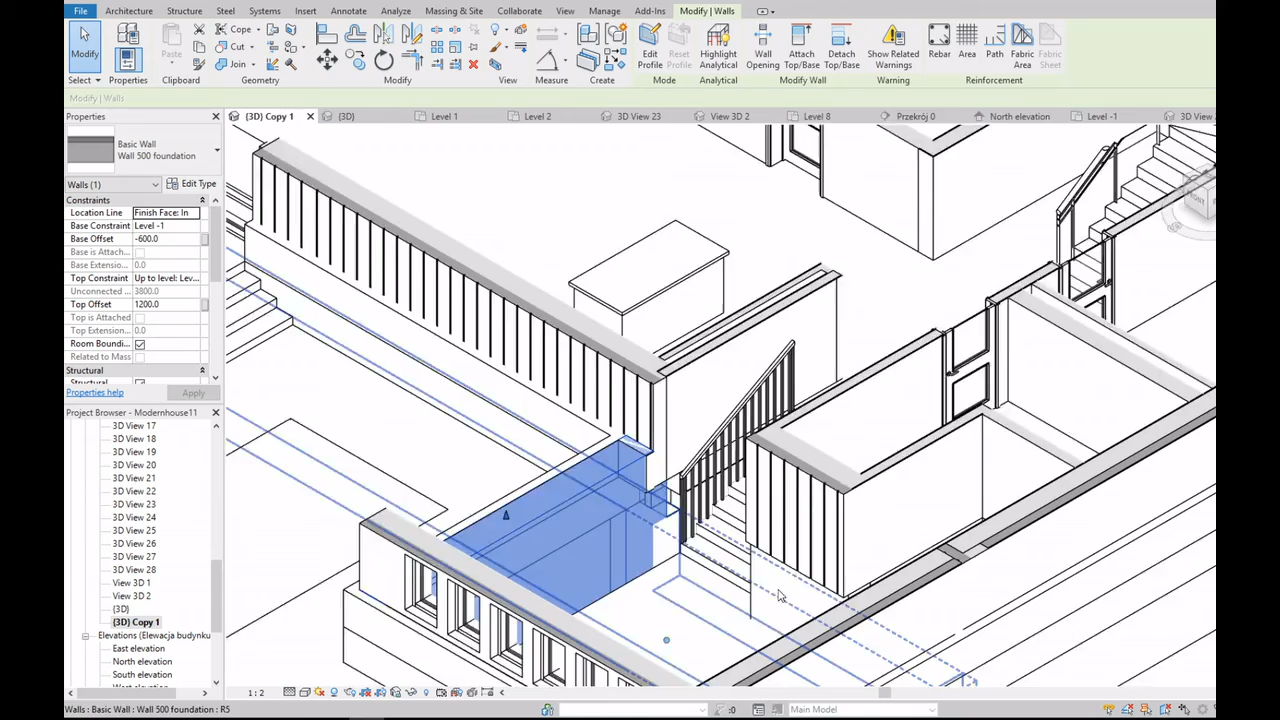 File Architecture Structure Steel Systems Insert Annotate Analyze Massing & Site Collaborate View Manage Add-Ins Modify | Walls
Modify
Select
Properties
Paste
Clipboard
Cope
Cut
Join
Geometry
Modify
View
Measure
Create
Edit Profile
Reset Profile
Mode
Highlight Analytical
Analytical
Wall Opening
Attach Top/Base
Detach Top/Base
Modify Wall
Show Related Warnings
Warning
Rebar
Area
Path
Fabric Area
Fabric Sheet
Reinforcement
Modify | Walls
Properties
(3D) Copy 1 (3D) Level 1 Level 2 3D View 23 View 3D 2 Level 8 Przekrój 0 North elevation Level -1 3D View
Basic Wall
Wall 500 foundation
Walls (1) Edit Type
Constraints
Location Line Finish Face: In
Base Constraint Level -1
Base Offset -600.0
Base is Attach...
Base Extensio... 0.0
Top Constraint Up to level: Lev...
Unconnected ... 3800.0
Top Offset 1200.0
Top is Attached
Top Extension... 0.0
Room Boundi...
Related to Mass
Structural
Structural
Properties help Apply
Project Browser - Modernhouse11
3D View 17
3D View 18
3D View 19
3D View 20
3D View 21
3D View 22
3D View 23
3D View 24
3D View 25
3D View 26
3D View 27
3D View 28
View 3D 1
View 3D 2
{3D}
{3D} Copy 1
Elevations (Elewacja budynku
East elevation
North elevation
South elevation
FRONT
1 : 2
Walls : Basic Wall : Wall 500 foundation : R5
:0
Main Model